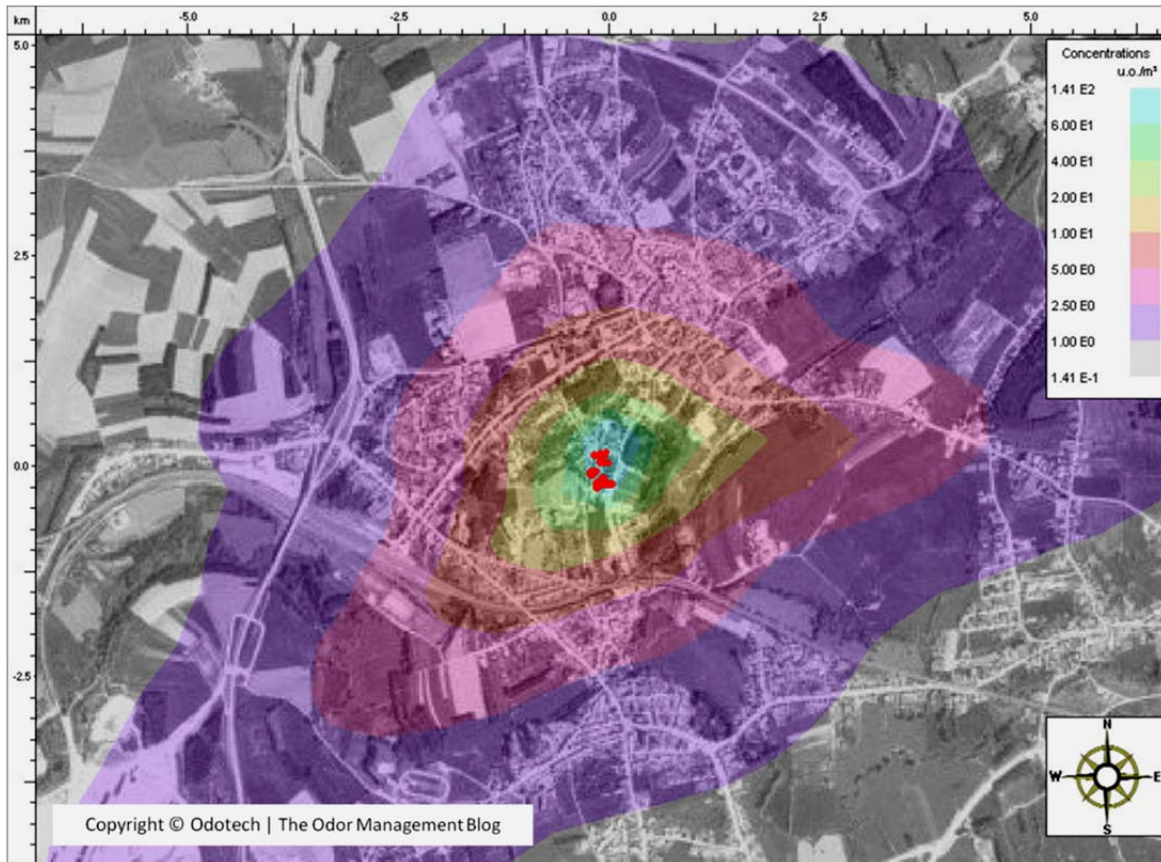 km -5.0 -2.5 0.0 2.5 5.0
5.0
2.5
0.0
-2.5
Concentrations
u.o./m³
1.41 E2
6.00 E1
4.00 E1
2.00 E1
1.00 E1
5.00 E0
2.50 E0
1.00 E0
1.41 E-1
N
W E
S
Copyright © Odotech | The Odor Management Blog